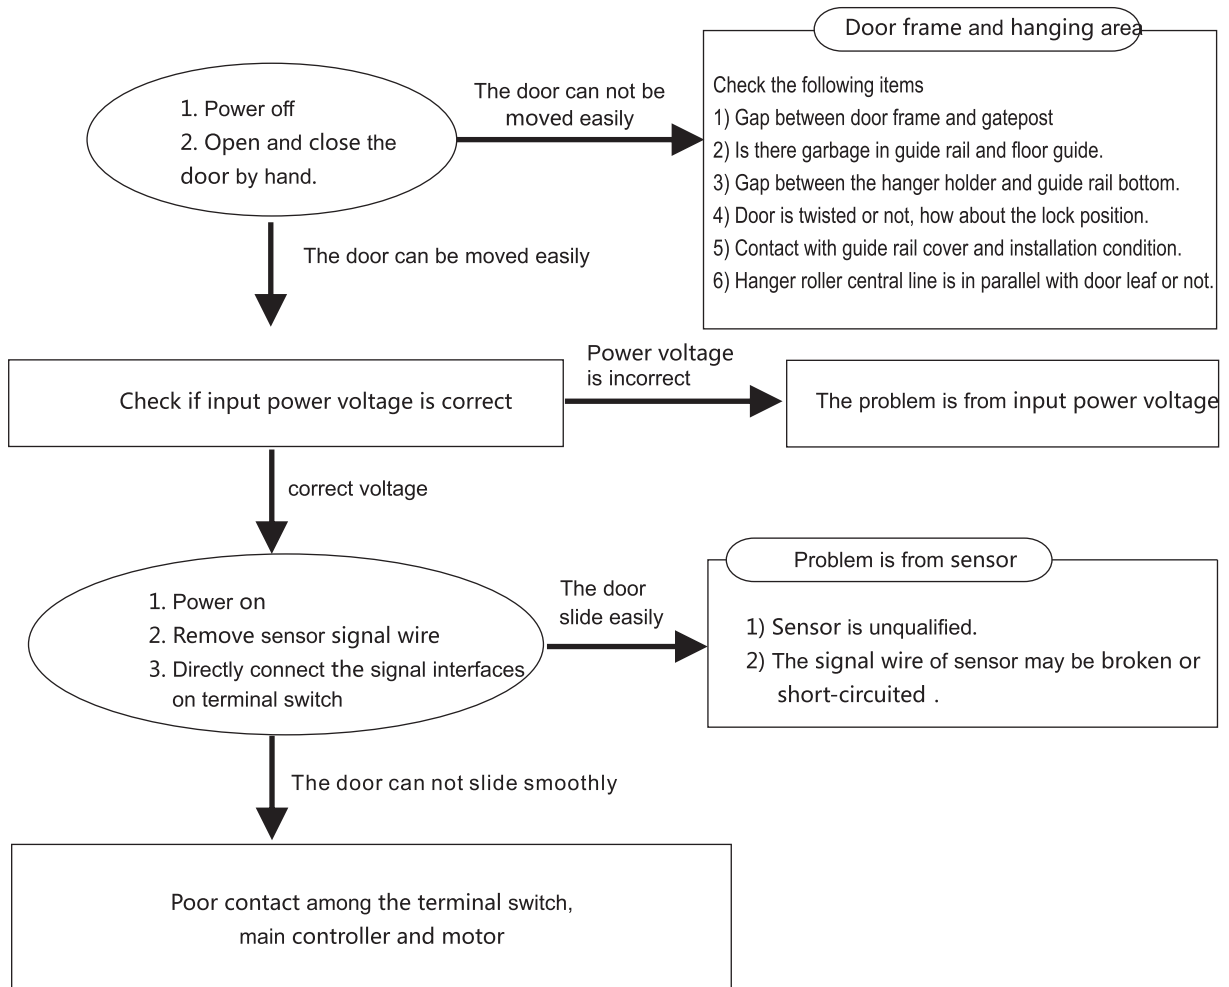 Door frame and hanging area
1. Power off
2. Open and close the
door by hand.
The door can not be
moved easily
Check the following items
1) Gap between door frame and gatepost
2) Is there garbage in guide rail and floor guide.
3) Gap between the hanger holder and guide rail bottom.
4) Door is twisted or not, how about the lock position.
5) Contact with guide rail cover and installation condition.
6) Hanger roller central line is in parallel with door leaf or not.
The door can be moved easily
Check if input power voltage is correct
Power voltage
is incorrect
The problem is from input power voltage
correct voltage
1. Power on
2. Remove sensor signal wire
3. Directly connect the signal interfaces
on terminal switch
The door
slide easily
Problem is from sensor
1) Sensor is unqualified.
2) The signal wire of sensor may be broken or
short-circuited .
The door can not slide smoothly
Poor contact among the terminal switch,
main controller and motor